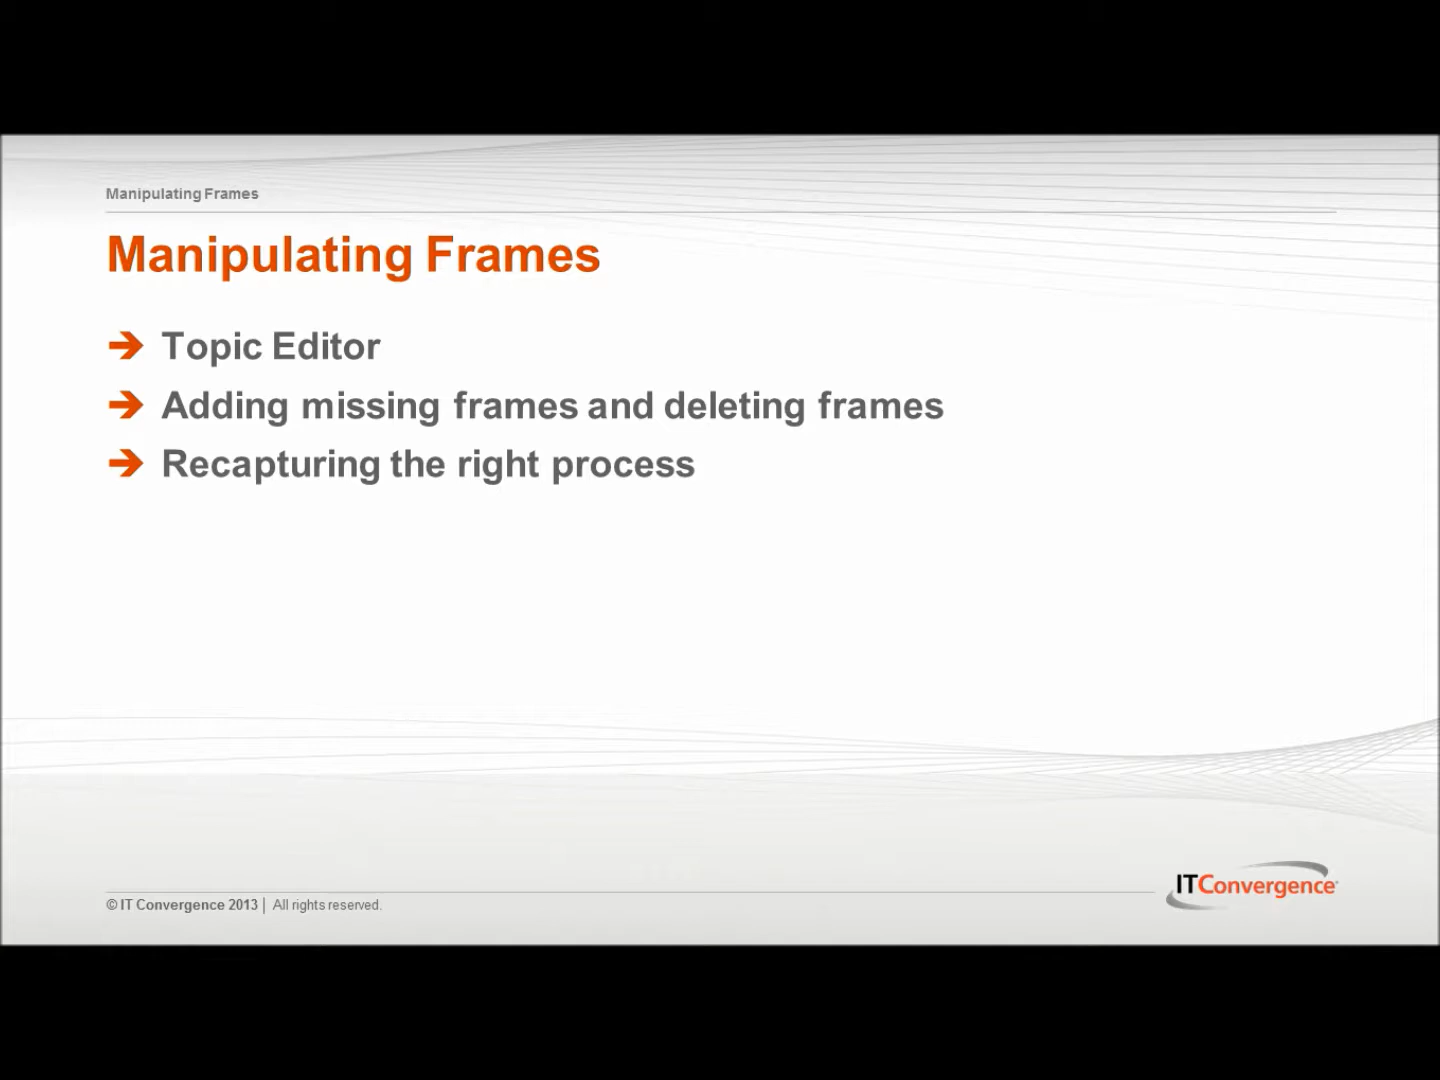 Manipulating Frames
Manipulating Frames
Topic Editor
Adding missing frames and deleting frames
Recapturing the right process
© IT Convergence 2013 | All rights reserved.
ITConvergence